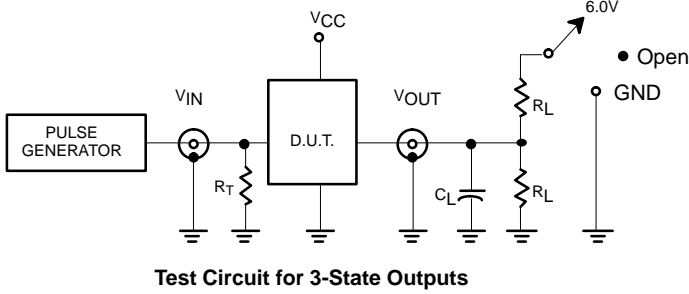 6.0V
VCC
Open
VIN
VOUT
RL
GND
PULSE
GENERATOR
D.U.T.
RT
CL
RL
Test Circuit for 3-State Outputs